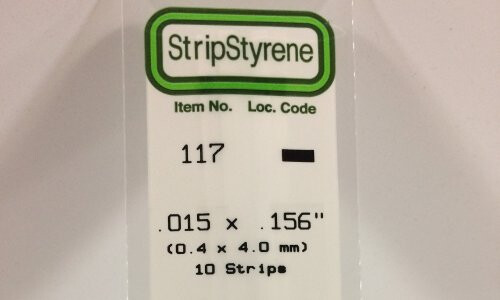 StripStyrene
Item No. Loc. Code
117
.015 x .156"
(0.4 x 4.0 mm)
10 Strips